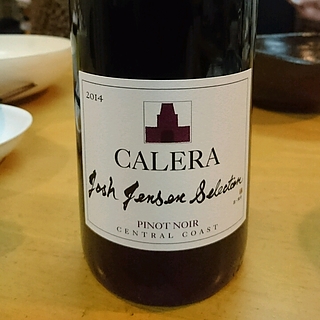 2014
CALERA
Josh Jensen Selection
PINOT NOIR
CENTRAL COAST